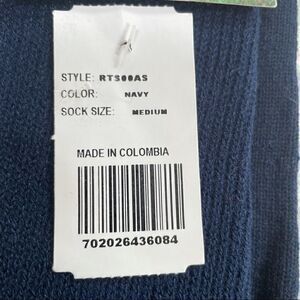 STYLE: RTS00AS
COLOR: NAVY
SOCK SIZE: MEDIUM
MADE IN COLOMBIA
702026436084